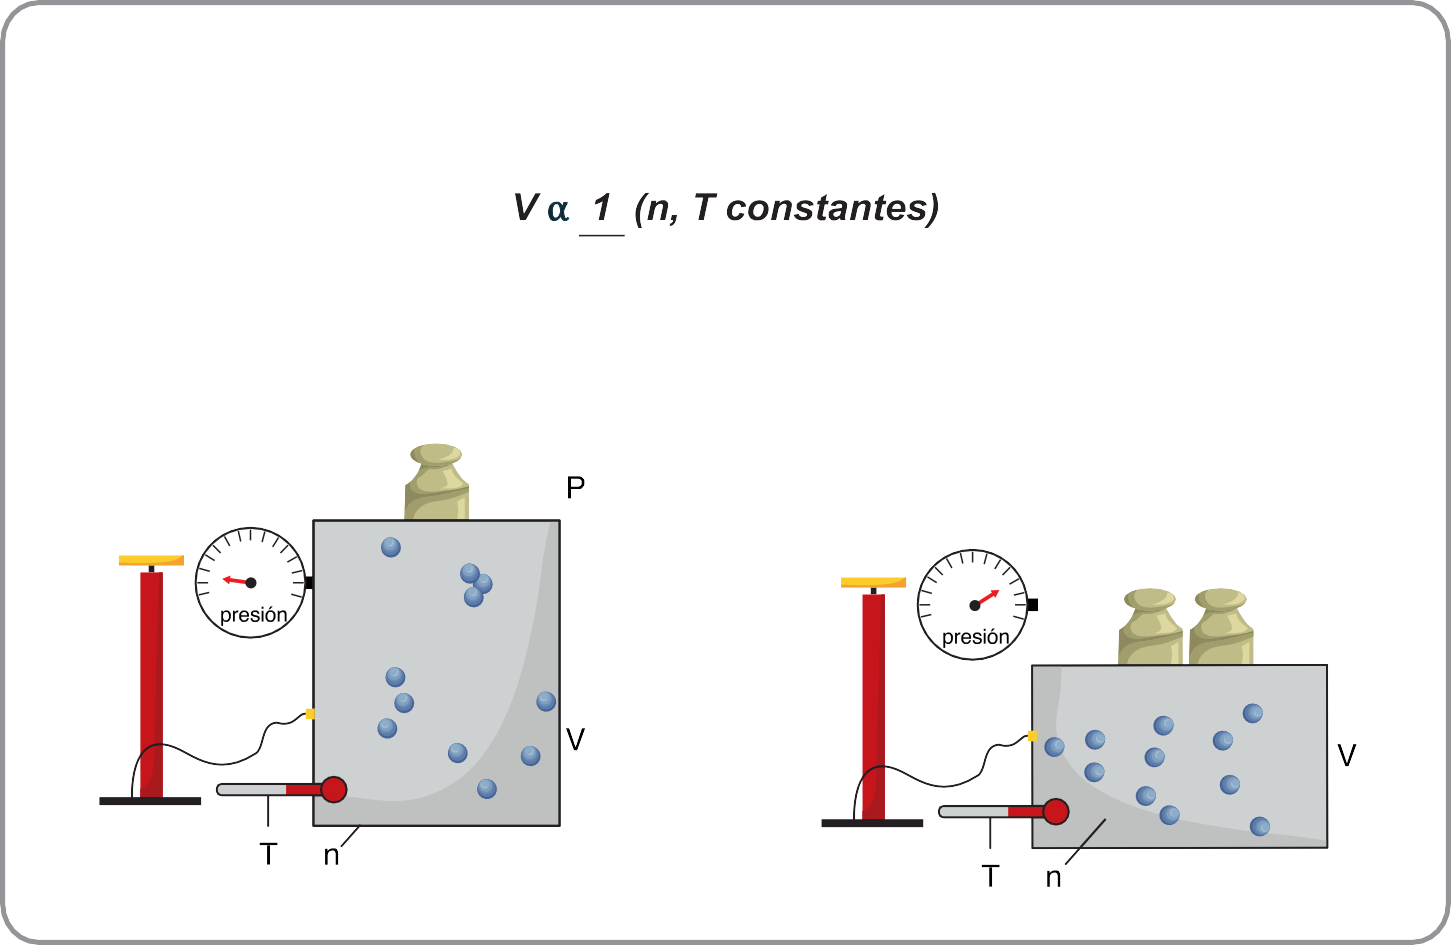 V α 1 (n, T constantes)
P
presión
V
T
n
presión
V
T
n